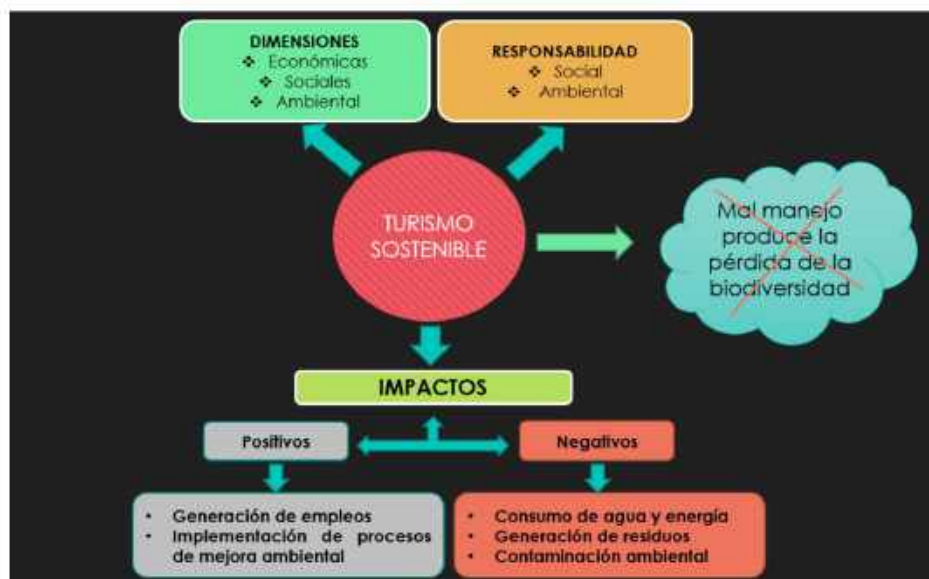 DIMENSIONES
❖ Económicas
❖ Sociales
❖ Ambiental
RESPONSABILIDAD
❖ Social
❖ Ambiental
TURISMO
SOSTENIBLE
Mal manejo
produce la
pérdida de la
biodiversidad
IMPACTOS
Positivos
Negativos
• Generación de empleos
• Implementación de procesos
de mejora ambiental
• Consumo de agua y energía
• Generación de residuos
• Contaminación ambiental